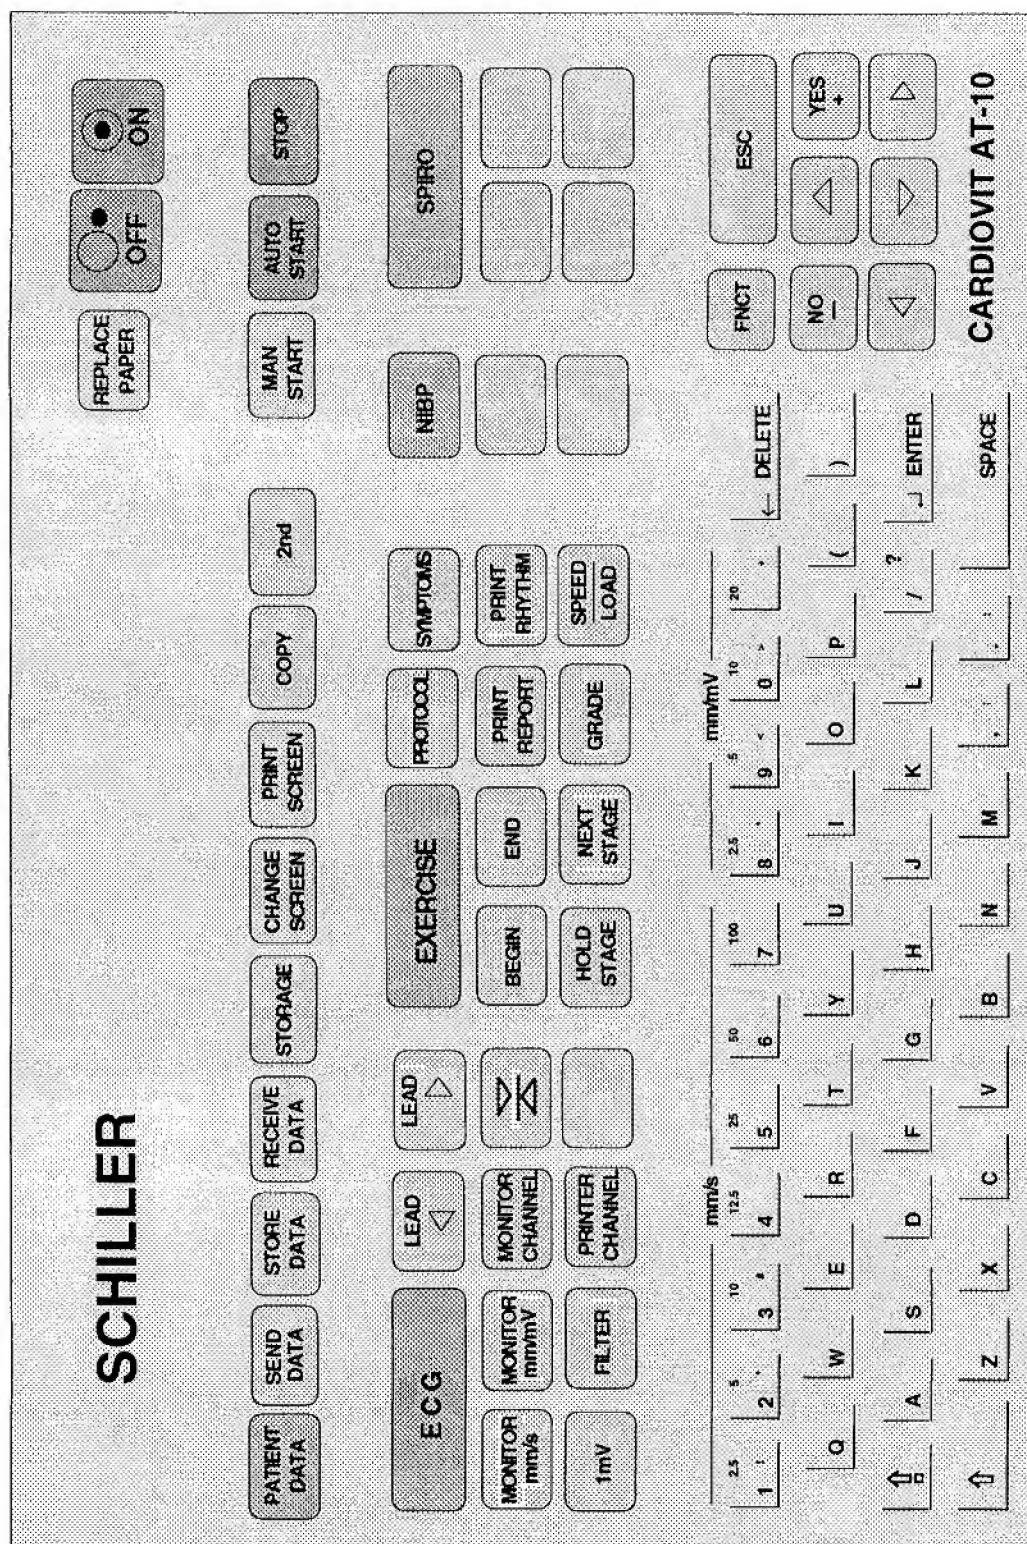 SCHILLER
REPLACE
PAPER
OFF
ON
PATIENT
DATA
SEND
DATA
STORE
DATA
RECEIVE
DATA
STORAGE
CHANGE
SCREEN
PRINT
SCREEN
COPY
2nd
MAN
START
AUTO
START
STOP
ECG
LEAD
LEAD
EXERCISE
PROTOCOL
SYMPTOMS
NIBP
SPIRO
MONITOR
mm/s
MONITOR
mm/mV
MONITOR
CHANNEL
BEGIN
END
PRINT
REPORT
PRINT
RHYTHM
1mV
FILTER
PRINTER
CHANNEL
HOLD
STAGE
NEXT
STAGE
GRADE
SPEED
LOAD
mm/s
mm/mV
2.5 5 10 12.5 25 50 100 2.5 5 10 20
1 2 3 4 5 6 7 8 9 < 0 >
← DELETE
FNCT
ESC
Q W E R T Y U I O P ( )
NO
–
YES
+
A S D F G H J K L / ?
↵ ENTER
⇧ Z X C V B N M
SPACE
CARDIOVIT AT-10